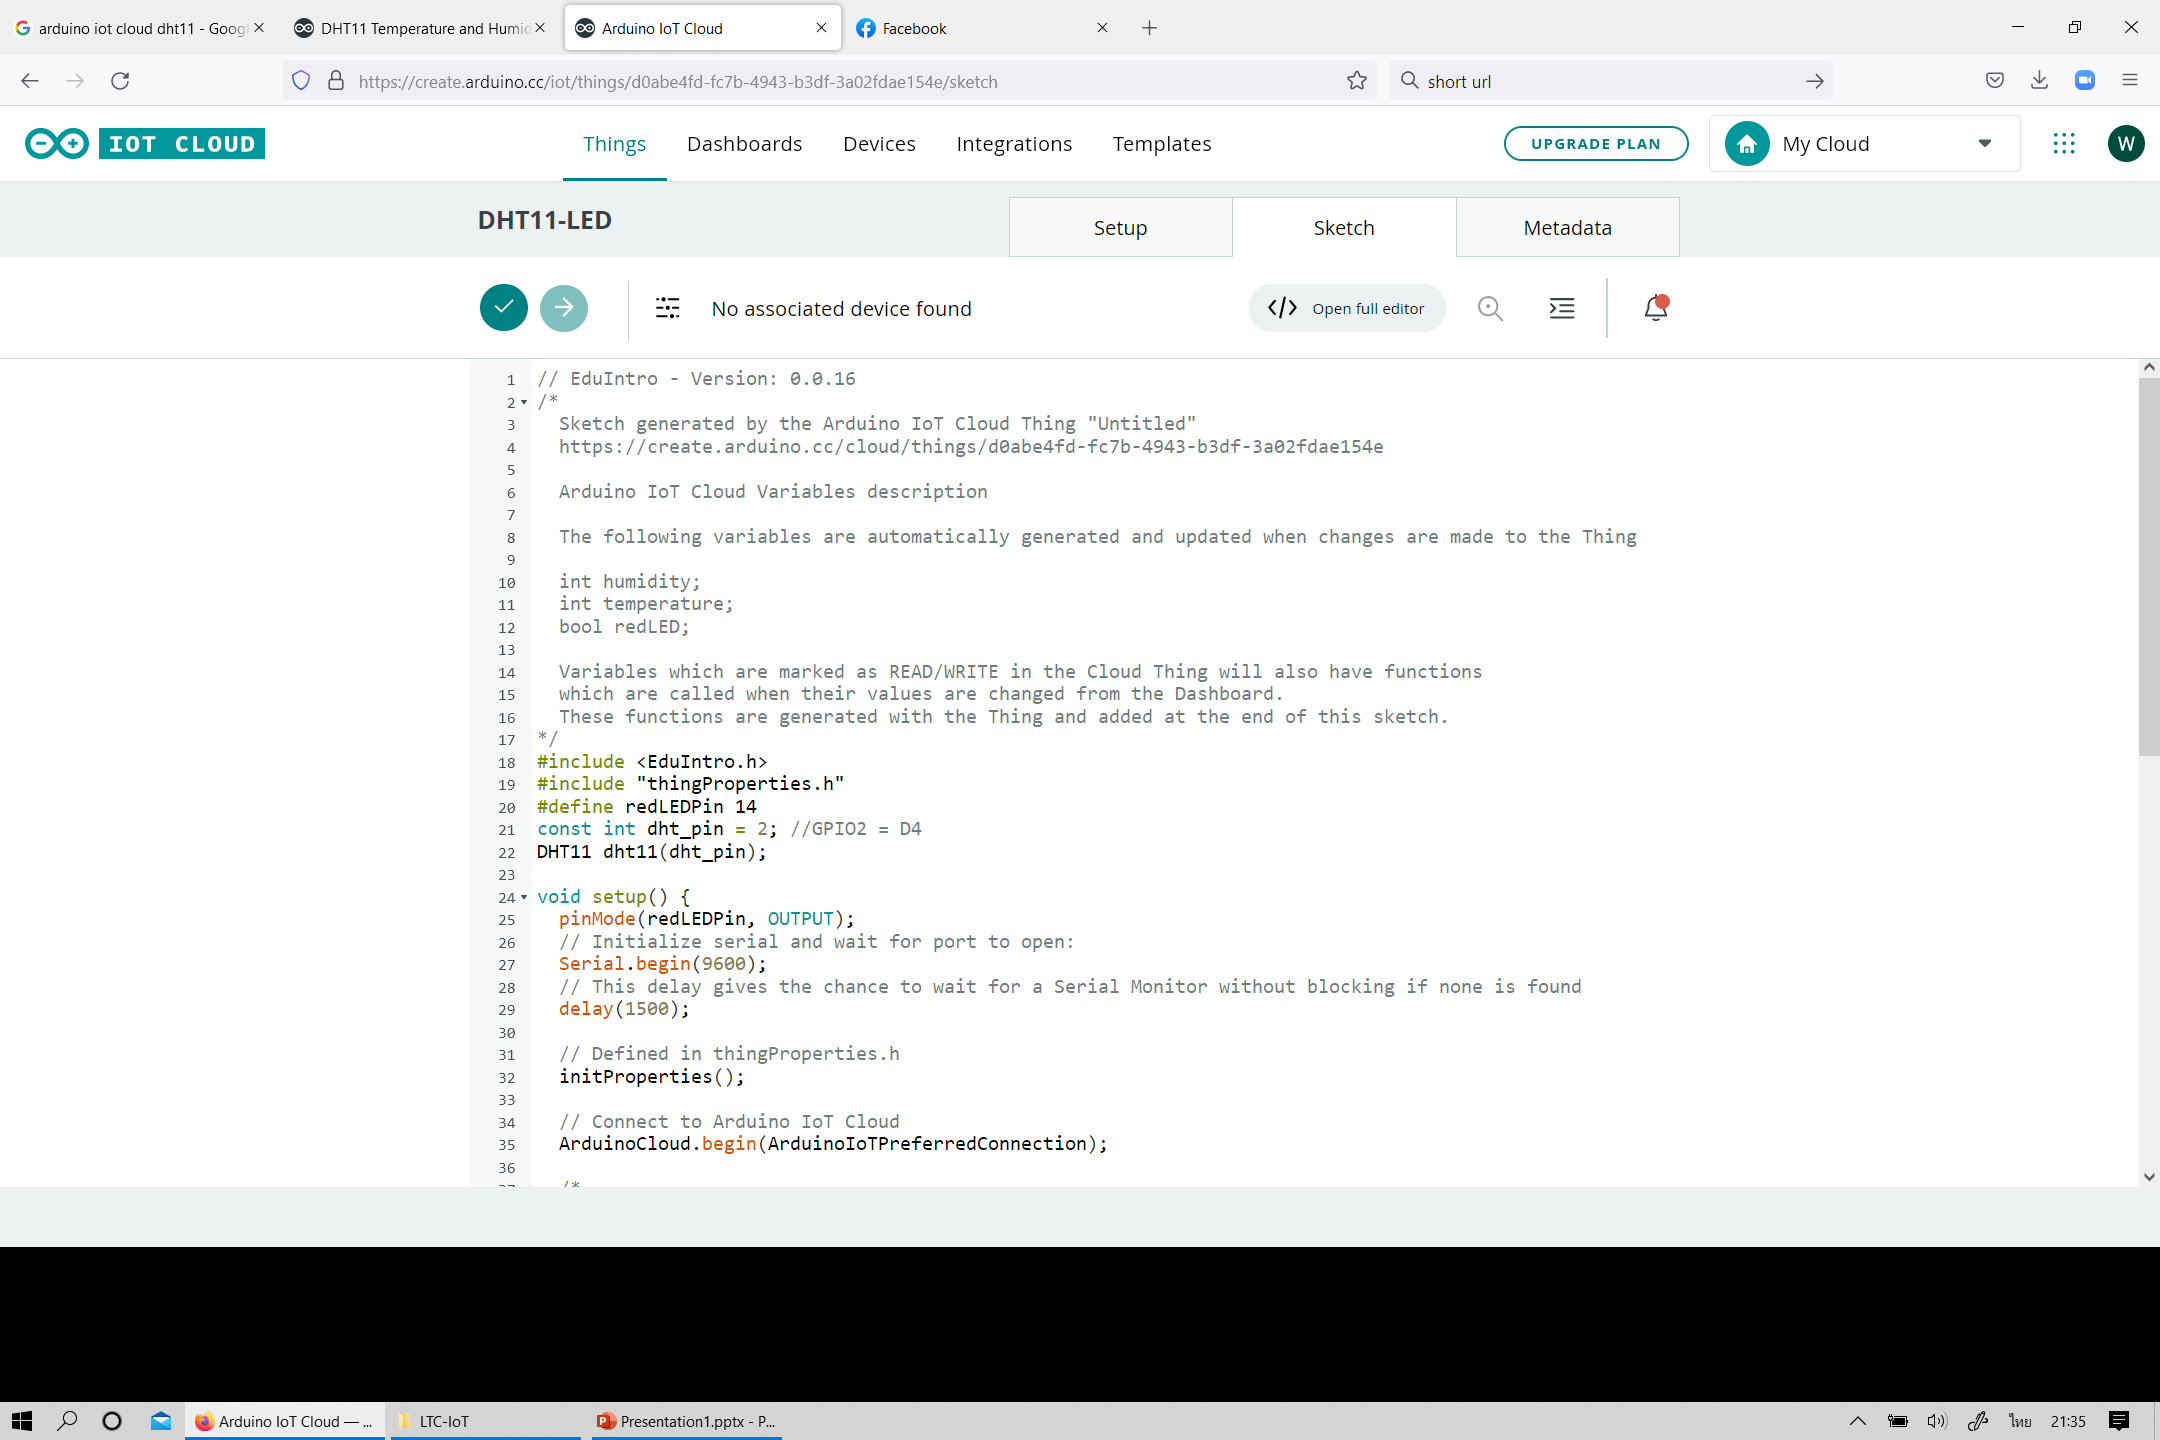 arduino iot cloud dht11 - Goog
DHT11 Temperature and Humid
Arduino IoT Cloud
Facebook
https://create.arduino.cc/iot/things/d0abe4fd-fc7b-4943-b3df-3a02fdae154e/sketch
short url
IOT CLOUD
Things
Dashboards
Devices
Integrations
Templates
UPGRADE PLAN
My Cloud
W
DHT11-LED
Setup
Sketch
Metadata
No associated device found
</> Open full editor
1 // EduIntro - Version: 0.0.16
2 /*
3 Sketch generated by the Arduino IoT Cloud Thing "Untitled"
4 https://create.arduino.cc/cloud/things/d0abe4fd-fc7b-4943-b3df-3a02fdae154e
5
6 Arduino IoT Cloud Variables description
7
8 The following variables are automatically generated and updated when changes are made to the Thing
9
10 int humidity;
11 int temperature;
12 bool redLED;
13
14 Variables which are marked as READ/WRITE in the Cloud Thing will also have functions
15 which are called when their values are changed from the Dashboard.
16 These functions are generated with the Thing and added at the end of this sketch.
17 */
18 #include <EduIntro.h>
19 #include "thingProperties.h"
20 #define redLEDPin 14
21 const int dht_pin = 2; //GPIO2 = D4
22 DHT11 dht11(dht_pin);
23
24 void setup() {
25 pinMode(redLEDPin, OUTPUT);
26 // Initialize serial and wait for port to open:
27 Serial.begin(9600);
28 // This delay gives the chance to wait for a Serial Monitor without blocking if none is found
29 delay(1500);
30
31 // Defined in thingProperties.h
32 initProperties();
33
34 // Connect to Arduino IoT Cloud
35 ArduinoCloud.begin(ArduinoIoTPreferredConnection);
36
37 /*
Arduino IoT Cloud — ...
LTC-IoT
Presentation1.pptx - P...
ไทย
21:35